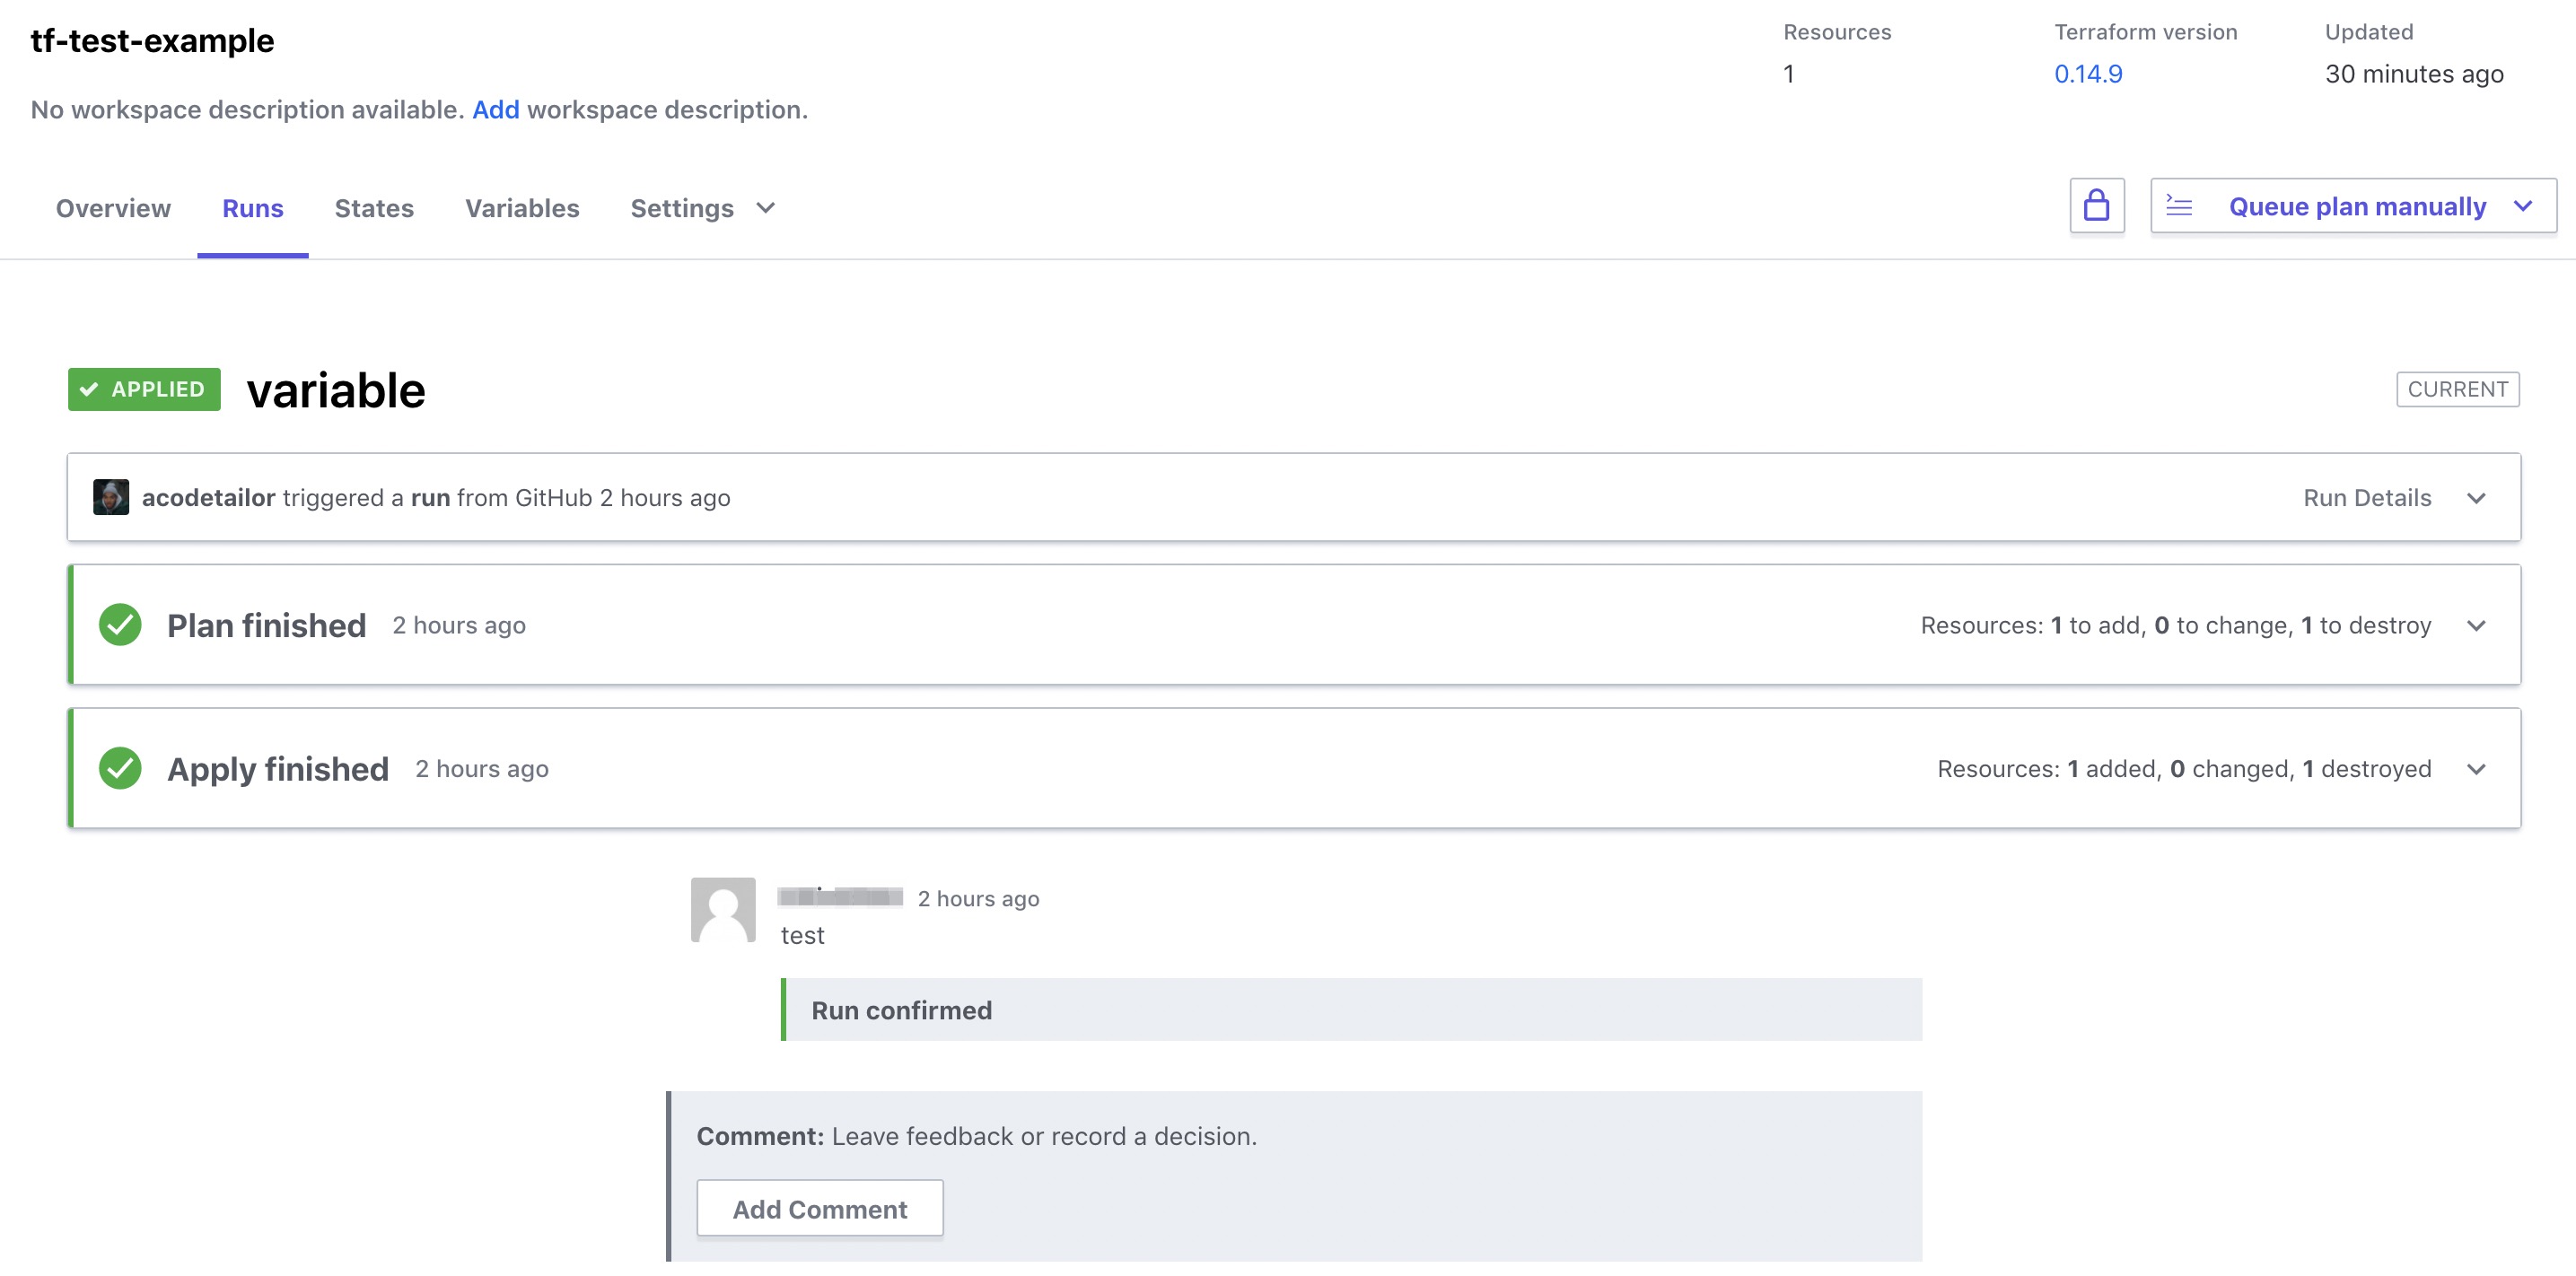 tf-test-example
Resources
Terraform version
Updated
1
0.14.9
30 minutes ago
No workspace description available. Add workspace description.
Overview
Runs
States
Variables
Settings
Queue plan manually
APPLIED
variable
CURRENT
acodetailor triggered a run from GitHub 2 hours ago
Run Details
Plan finished 2 hours ago
Resources: 1 to add, 0 to change, 1 to destroy
Apply finished 2 hours ago
Resources: 1 added, 0 changed, 1 destroyed
2 hours ago
test
Run confirmed
Comment: Leave feedback or record a decision.
Add Comment